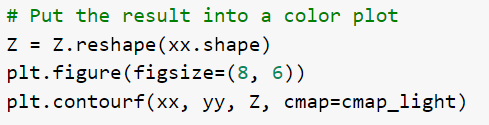 # Put the result into a color plot
Z = Z.reshape(xx.shape)
plt.figure(figsize=(8, 6))
plt.contourf(xx, yy, Z, cmap=cmap_light)